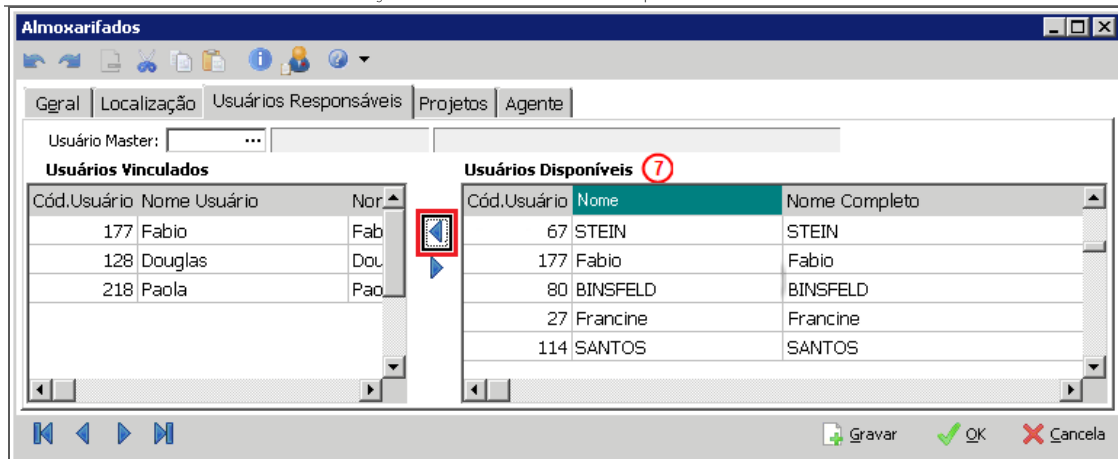 Almoxarifados
Geral Localização Usuários Responsáveis Projetos Agente
Usuário Master: ...
Usuários Vinculados
Usuários Disponíveis 7
Cód.Usuário Nome Usuário Nor
Cód.Usuário Nome Nome Completo
177 Fabio Fab
67 STEIN STEIN
128 Douglas Dou
177 Fabio Fabio
218 Paola Pao
80 BINSFELD BINSFELD
27 Francine Francine
114 SANTOS SANTOS
Gravar OK Cancela